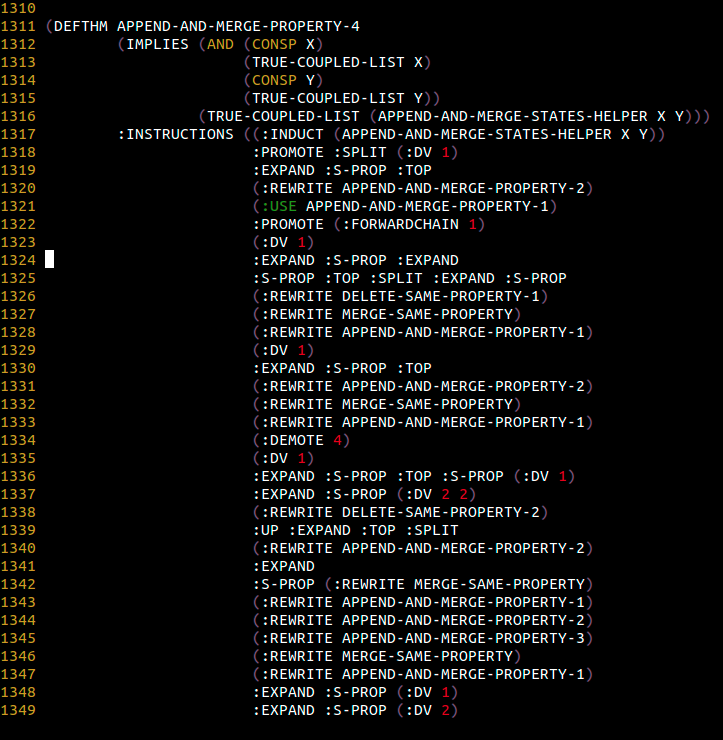 1310
1311 (DEFTHM APPEND-AND-MERGE-PROPERTY-4
1312         (IMPLIES (AND (CONSP X)
1313                       (TRUE-COUPLED-LIST X)
1314                       (CONSP Y)
1315                       (TRUE-COUPLED-LIST Y))
1316                  (TRUE-COUPLED-LIST (APPEND-AND-MERGE-STATES-HELPER X Y)))
1317         :INSTRUCTIONS ((:INDUCT (APPEND-AND-MERGE-STATES-HELPER X Y))
1318                        :PROMOTE :SPLIT (:DV 1)
1319                        :EXPAND :S-PROP :TOP
1320                        (:REWRITE APPEND-AND-MERGE-PROPERTY-2)
1321                        (:USE APPEND-AND-MERGE-PROPERTY-1)
1322                        :PROMOTE (:FORWARDCHAIN 1)
1323                        (:DV 1)
1324                        :EXPAND :S-PROP :EXPAND
1325                        :S-PROP :TOP :SPLIT :EXPAND :S-PROP
1326                        (:REWRITE DELETE-SAME-PROPERTY-1)
1327                        (:REWRITE MERGE-SAME-PROPERTY)
1328                        (:REWRITE APPEND-AND-MERGE-PROPERTY-1)
1329                        (:DV 1)
1330                        :EXPAND :S-PROP :TOP
1331                        (:REWRITE APPEND-AND-MERGE-PROPERTY-2)
1332                        (:REWRITE MERGE-SAME-PROPERTY)
1333                        (:REWRITE APPEND-AND-MERGE-PROPERTY-1)
1334                        (:DEMOTE 4)
1335                        (:DV 1)
1336                        :EXPAND :S-PROP :TOP :S-PROP (:DV 1)
1337                        :EXPAND :S-PROP (:DV 2 2)
1338                        (:REWRITE DELETE-SAME-PROPERTY-2)
1339                        :UP :EXPAND :TOP :SPLIT
1340                        (:REWRITE APPEND-AND-MERGE-PROPERTY-2)
1341                        :EXPAND
1342                        :S-PROP (:REWRITE MERGE-SAME-PROPERTY)
1343                        (:REWRITE APPEND-AND-MERGE-PROPERTY-1)
1344                        (:REWRITE APPEND-AND-MERGE-PROPERTY-2)
1345                        (:REWRITE APPEND-AND-MERGE-PROPERTY-3)
1346                        (:REWRITE MERGE-SAME-PROPERTY)
1347                        (:REWRITE APPEND-AND-MERGE-PROPERTY-1)
1348                        :EXPAND :S-PROP (:DV 1)
1349                        :EXPAND :S-PROP (:DV 2)